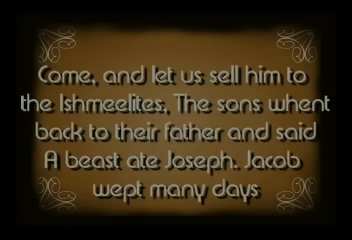 Come, and let us sell him to
the Ishmeelites, The sons whent
back to their father and said
A beast ate Joseph. Jacob
wept many days